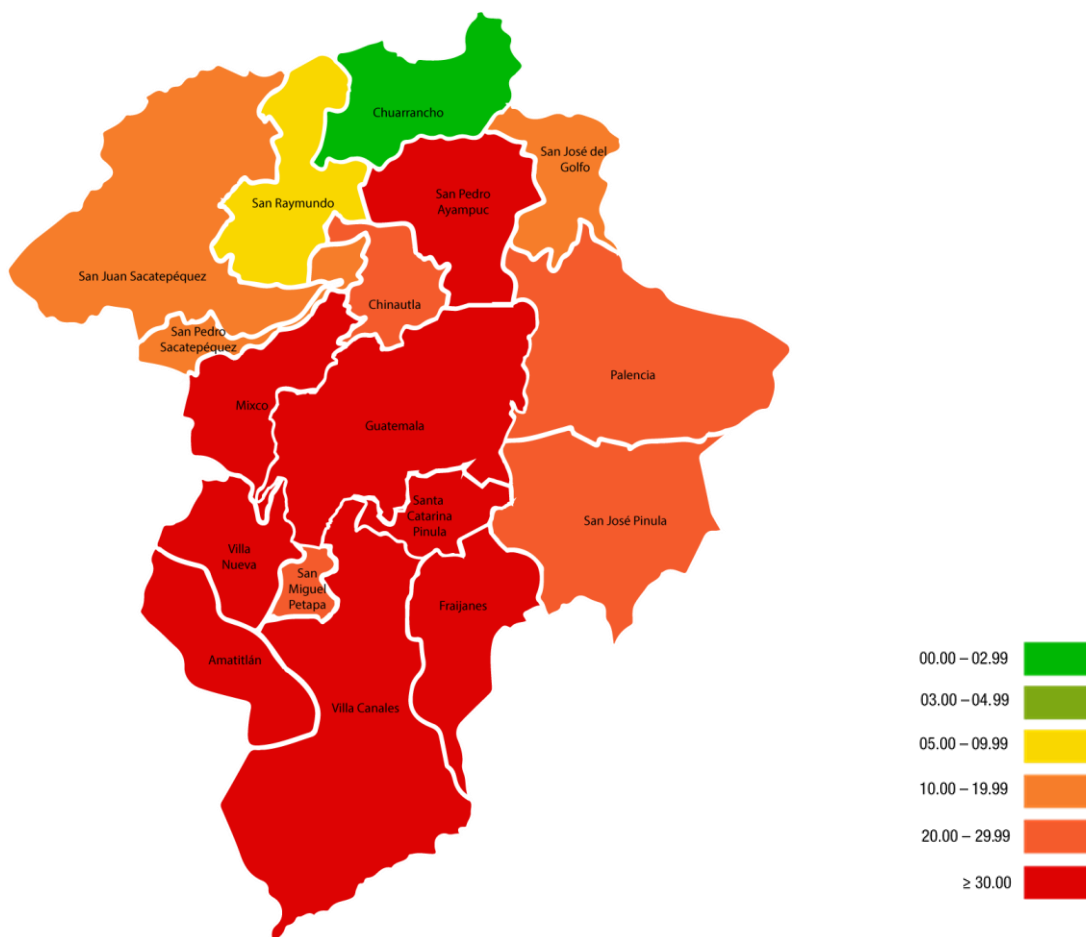 Chuarrancho
San José del
Golfo
San Pedro
Ayampuc
San Raymundo
San Juan Sacatepéquez
Chinautla
San Pedro
Sacatepéquez
Palencia
Mixco
Guatemala
Santa
Catarina
Pinula
San José Pinula
Villa
Nueva
San
Miguel
Petapa
Fraijanes
Amatitlán
Villa Canales
00.00 – 02.99
03.00 – 04.99
05.00 – 09.99
10.00 – 19.99
20.00 – 29.99
≥ 30.00